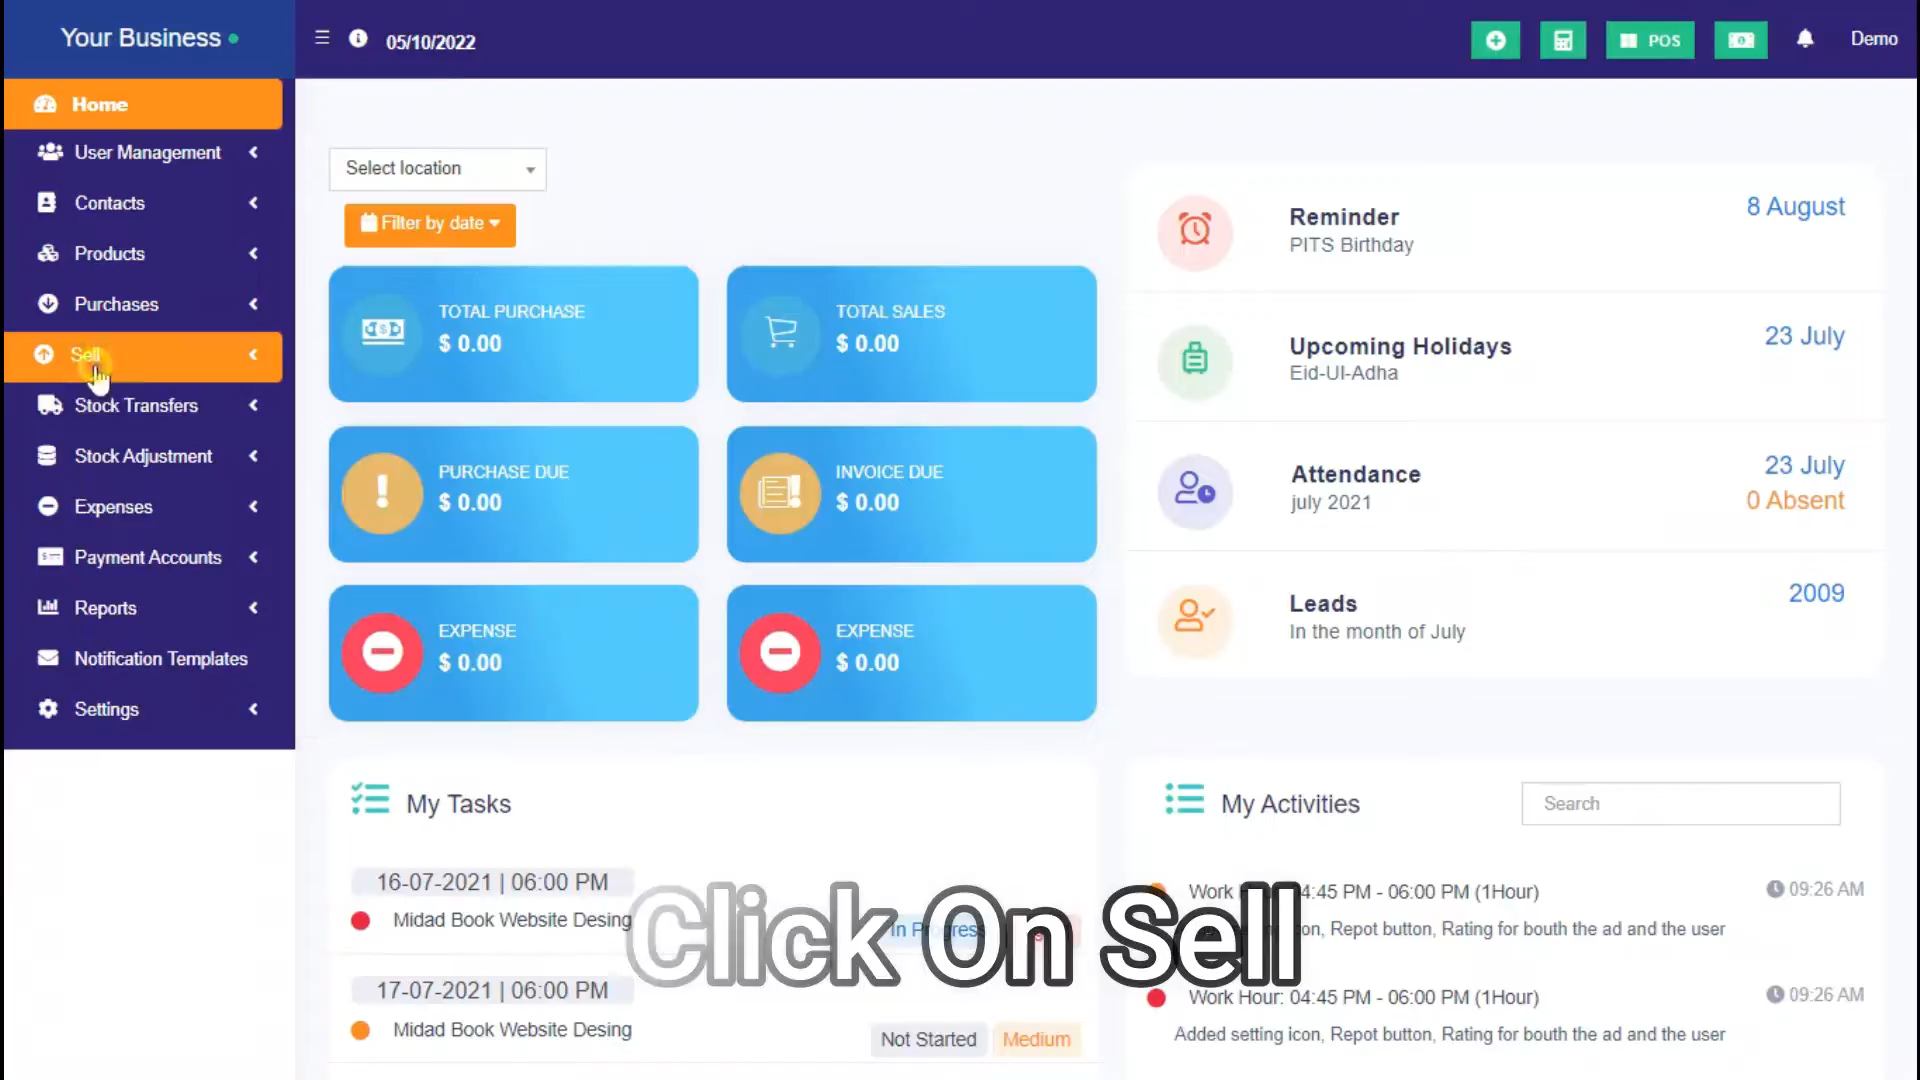 Your Business
05/10/2022
POS
Demo
Home
User Management
Contacts
Products
Purchases
Sell
Stock Transfers
Stock Adjustment
Expenses
Payment Accounts
Reports
Notification Templates
Settings
Select location
Filter by date
TOTAL PURCHASE
$ 0.00
TOTAL SALES
$ 0.00
PURCHASE DUE
$ 0.00
INVOICE DUE
$ 0.00
EXPENSE
$ 0.00
EXPENSE
$ 0.00
Reminder
8 August
PITS Birthday
Upcoming Holidays
23 July
Eid-Ul-Adha
Attendance
23 July
july 2021
0 Absent
Leads
2009
In the month of July
My Tasks
16-07-2021 | 06:00 PM
Midad Book Website Desing
In Progress
17-07-2021 | 06:00 PM
Midad Book Website Desing
Not Started
Medium
My Activities
Search
Work 4:45 PM - 06:00 PM (1Hour)
09:26 AM
icon, Repot button, Rating for bouth the ad and the user
Work Hour: 04:45 PM - 06:00 PM (1Hour)
09:26 AM
Added setting icon, Repot button, Rating for bouth the ad and the user
Click On Sell